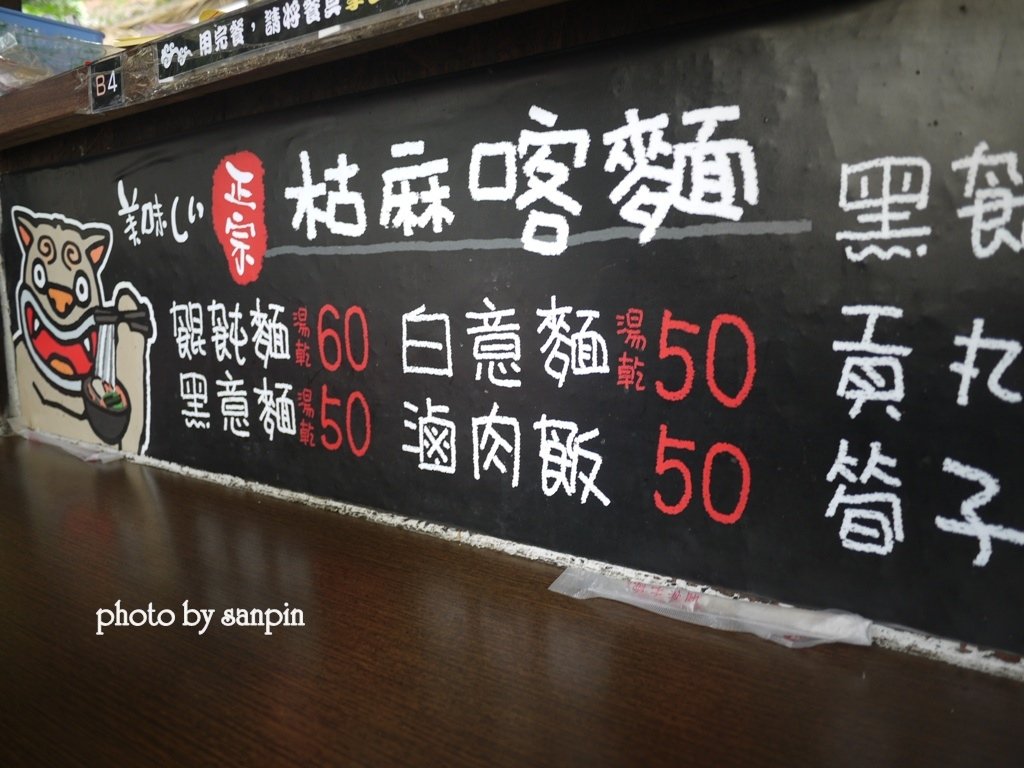 用完餐，請將餐具
B4
美味しい 正宗 枯麻喀麵
餛飩麵 湯乾 60
黑意麵 湯乾 50
白意麵 湯乾 50
滷肉飯 50
黑
貢丸
筍子
photo by sanpin